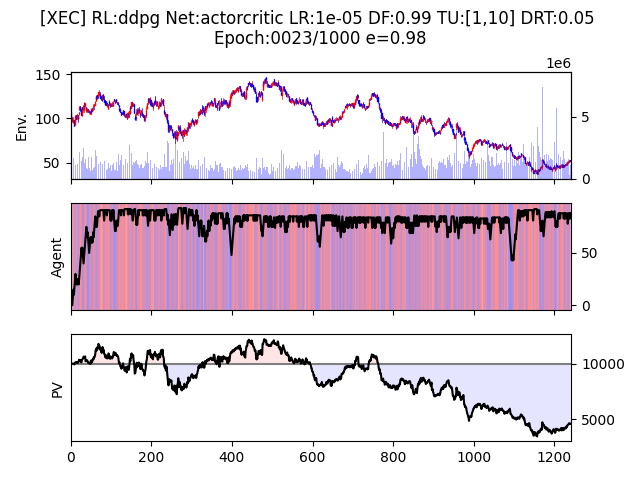 [XEC] RL:ddpg Net:actorcritic LR:1e-05 DF:0.99 TU:[1,10] DRT:0.05
Epoch:0023/1000 e=0.98
1e6
150
100
50
Env.
5
0
Agent
50
0
PV
10000
5000
0 200 400 600 800 1000 1200